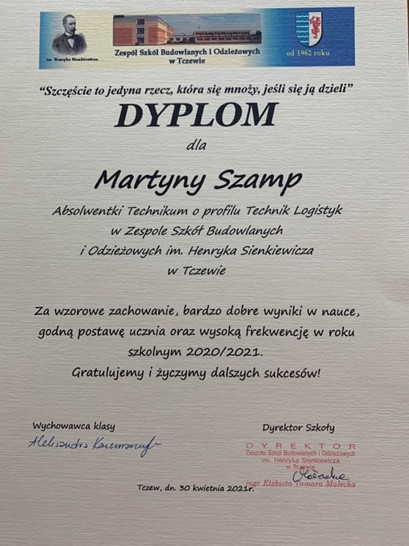 im. Henryka Sienkiewicza
Zespół Szkół Budowlanych i Odzieżowych
w Tczewie
od 1962 roku
"Szczęście to jedyna rzecz, która się mnoży, jeśli się ją dzieli"
DYPLOM
dla
Martyny Szamp
Absolwentki Technikum o profilu Technik Logistyk
w Zespole Szkół Budowlanych
i Odzieżowych im. Henryka Sienkiewicza
w Tczewie
Za wzorowe zachowanie, bardzo dobre wyniki w nauce,
godną postawę ucznia oraz wysoką frekwencję w roku
szkolnym 2020/2021.
Gratulujemy i życzymy dalszych sukcesów!
Wychowawca klasy
Aleksandra
Dyrektor Szkoły
DYREKTOR
Zespołu Szkół Budowlanych i Odzieżowych
im. Henryka Sienkiewicza
w Tczewie
mgr Elżbieta Tamara Małecka
Tczew, dn. 30 kwietnia 2021r.